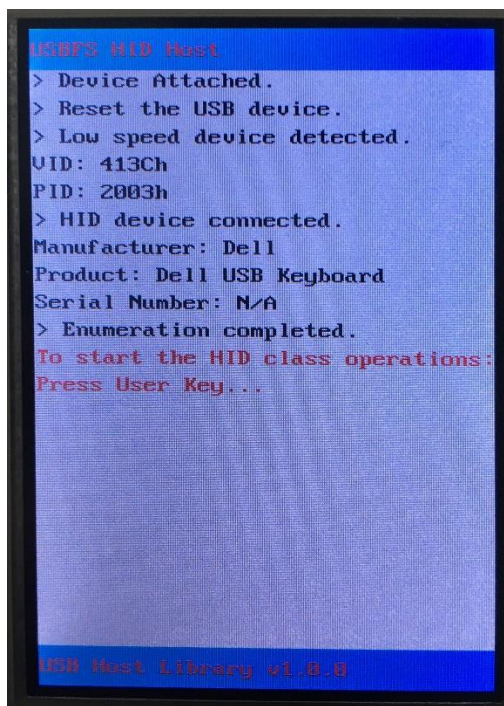 USBFS HID Host
> Device Attached.
> Reset the USB device.
> Low speed device detected.
VID: 413Ch
PID: 2003h
> HID device connected.
Manufacturer: Dell
Product: Dell USB Keyboard
Serial Number: N/A
> Enumeration completed.
To start the HID class operations:
Press User Key...
USB Host Library v1.0.0